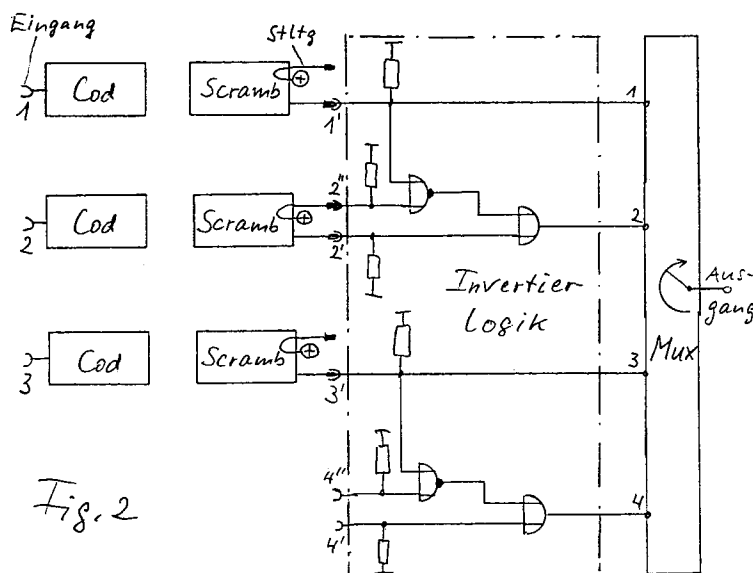 Eingang
Stltg
1
Cod
Scramb
+
1'
1
2
Cod
Scramb
+
2"
2'
2
Invertier
Logik
Aus-
gang
Mux
3
Cod
Scramb
+
3'
3
4"
4'
4
Fig. 2